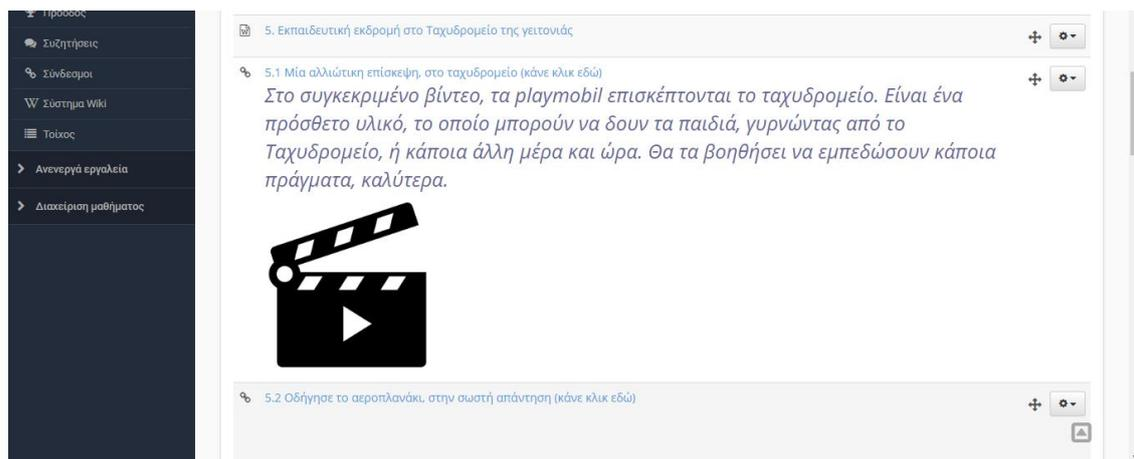 Πρόοδος
Συζητήσεις
Σύνδεσμοι
Σύστημα Wiki
Τοίχος
Ανενεργά εργαλεία
Διαχείριση μαθήματος
5. Εκπαιδευτική εκδρομή στο Ταχυδρομείο της γειτονιάς
5.1 Μία αλλιώτικη επίσκεψη, στο ταχυδρομείο (κάνε κλικ εδώ)
Στο συγκεκριμένο βίντεο, τα playmobil επισκέπτονται το ταχυδρομείο. Είναι ένα
πρόσθετο υλικό, το οποίο μπορούν να δουν τα παιδιά, γυρνώντας από το
Ταχυδρομείο, ή κάποια άλλη μέρα και ώρα. Θα τα βοηθήσει να εμπεδώσουν κάποια
πράγματα, καλύτερα.
5.2 Οδήγησε το αεροπλανάκι, στην σωστή απάντηση (κάνε κλικ εδώ)